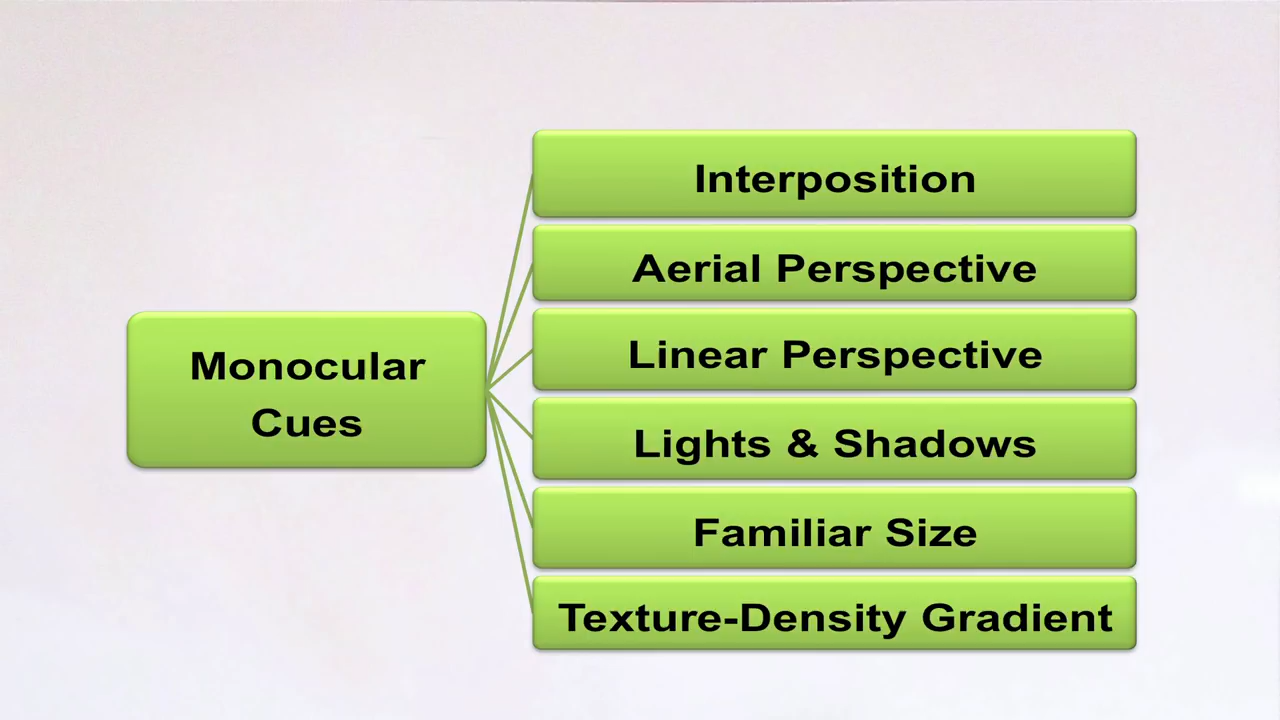 Monocular
Cues
Interposition
Aerial Perspective
Linear Perspective
Lights & Shadows
Familiar Size
Texture-Density Gradient